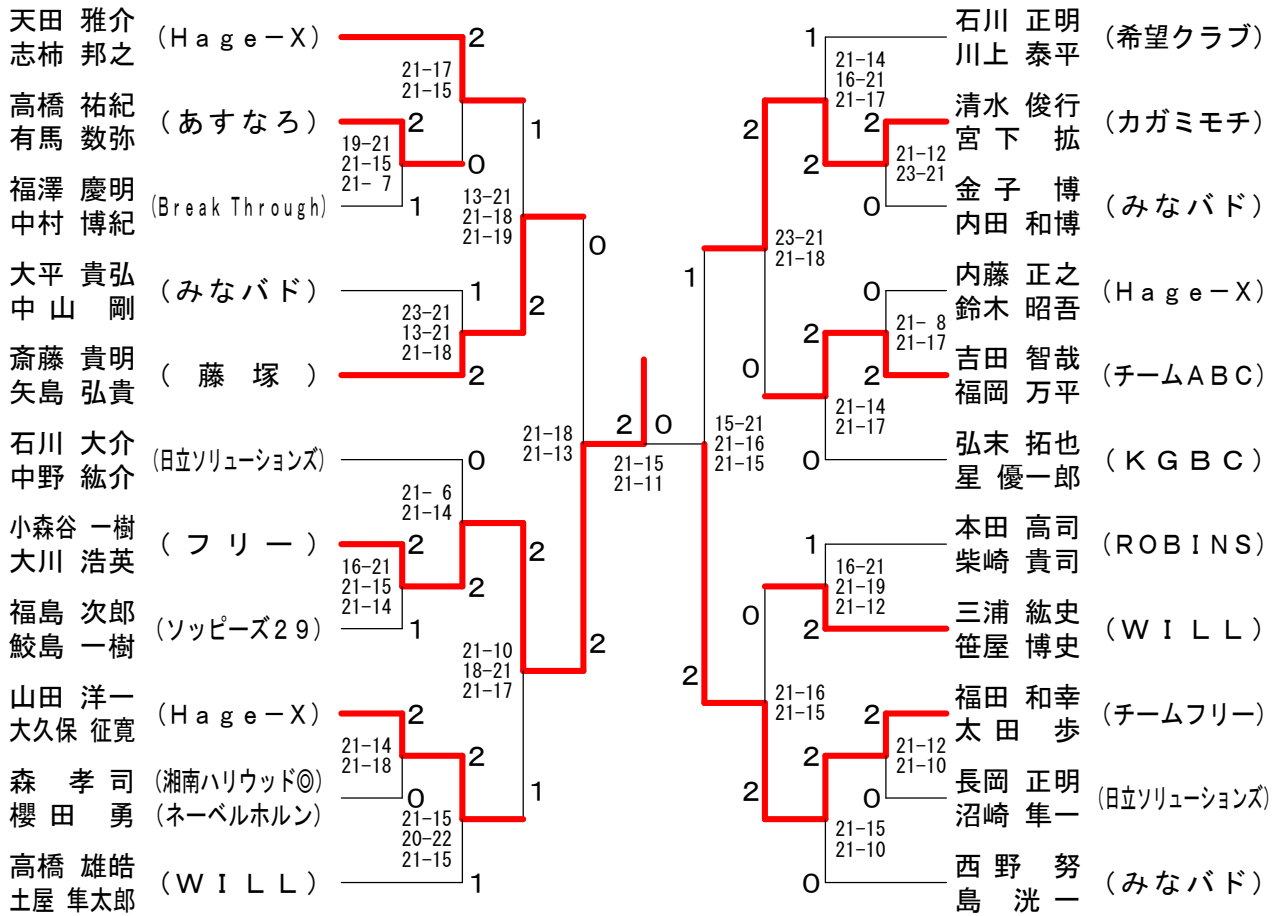 天田 雅介
志柿 邦之
(Ｈａｇｅ－Ｘ)
2
21-17
21-15
高橋 祐紀
有馬 数弥
(あすなろ)
2
0
19-21
21-15
21- 7
福澤 慶明
中村 博紀
(Break Through)
1
1
13-21
21-18
21-19
0
大平 貴弘
中 山　剛
(みなバド)
1
2
23-21
13-21
21-18
斎藤 貴明
矢島 弘貴
(藤 塚)
2
石川 大介
中野 紘介
(日立ソリューションズ)
0
21- 6
21-14
21-18
21-13
小森谷 一樹
大川 浩英
(フリー)
2
2
2
16-21
21-15
21-14
福島 次郎
鮫島 一樹
(ソッピーズ２９)
1
21-10
18-21
21-17
2
山田 洋一
大久保 征寛
(Ｈａｇｅ－Ｘ)
2
2
21-14
21-18
森　孝 司
櫻 田　勇
(湘南ハリウッド◎)
(ネーベルホルン)
0
1
21-15
20-22
21-15
高橋 雄皓
土屋 隼太郎
(ＷＩＬＬ)
1
2 0
21-15
21-11
1
石川 正明
川上 泰平
(希望クラブ)
21-14
16-21
21-17
2
2
清水 俊行
宮 下　拡
(カガミモチ)
2
21-12
23-21
0
金 子　博
内田 和博
(みなバド)
1
23-21
21-18
0
内藤 正之
鈴木 昭吾
(Ｈａｇｅ－Ｘ)
21- 8
21-17
0
2
2
吉田 智哉
福岡 万平
(チームＡＢＣ)
15-21
21-16
21-15
21-14
21-17
0
弘末 拓也
星 優一郎
(ＫＧＢＣ)
1
本田 高司
柴崎 貴司
(ROBINS)
16-21
21-19
21-12
0
2
三浦 紘史
笹屋 博史
(ＷＩＬＬ)
2
21-16
21-15
2
福田 和幸
太 田　歩
(チームフリー)
2
21-12
21-10
2
0
長岡 正明
沼崎 隼一
(日立ソリューションズ)
21-15
21-10
0
西 野　努
島　洸 一
(みなバド)